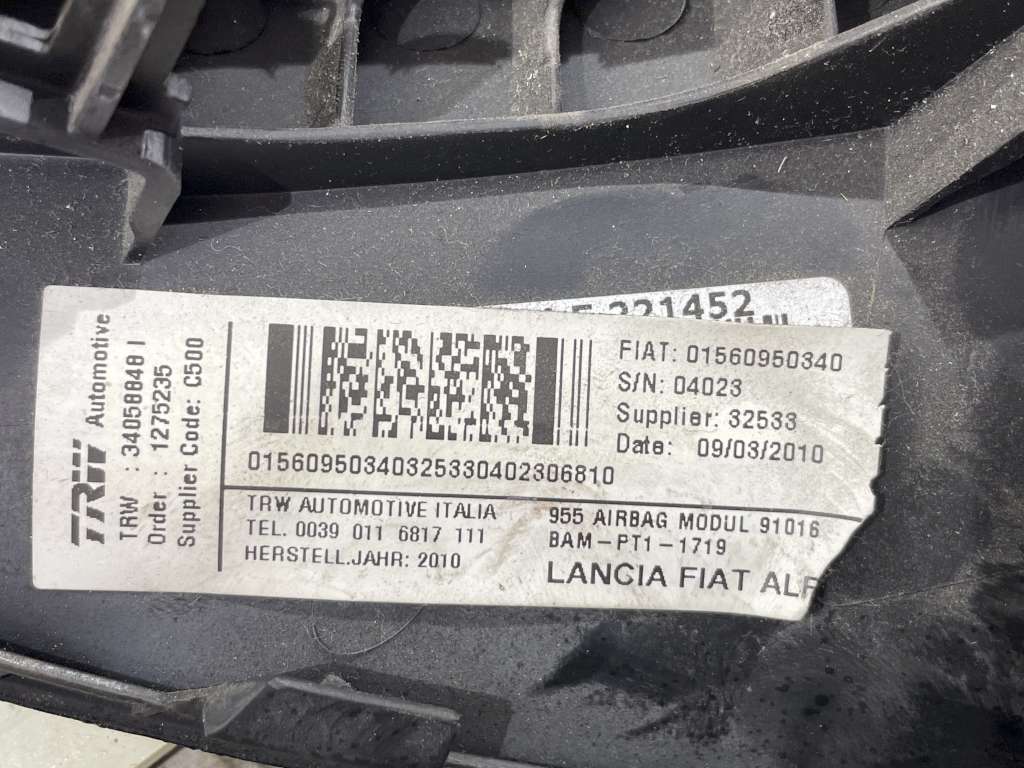 TRW Automotive
TRW : 34058848 I
Order : 1275235
Supplier Code: C500
221452
FIAT: 01560950340
S/N: 04023
Supplier: 32533
Date: 09/03/2010
01560950340325330402306810
TRW AUTOMOTIVE ITALIA
TEL. 0039 011 6817 111
HERSTELL.JAHR: 2010
955 AIRBAG MODUL 91016
BAM-PT1-1719
LANCIA FIAT ALF